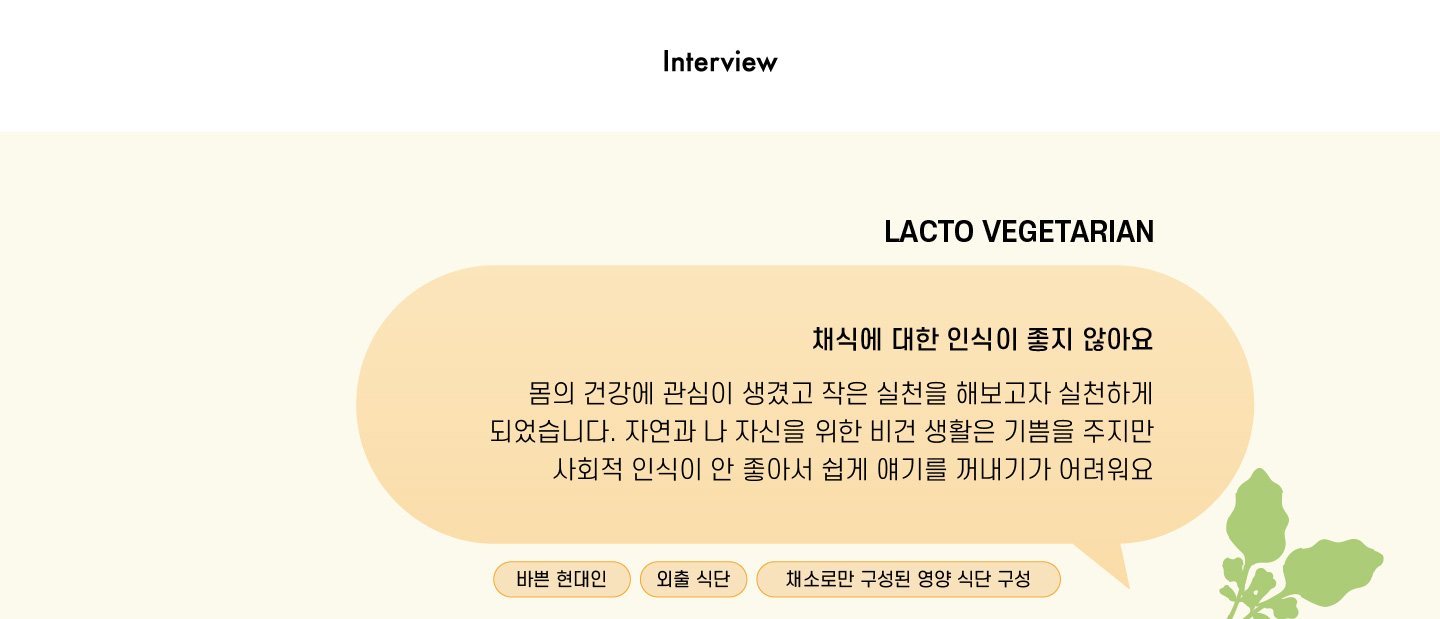 Interview
LACTO VEGETARIAN
채식에 대한 인식이 좋지 않아요
몸의 건강에 관심이 생겼고 작은 실천을 해보고자 실천하게
되었습니다. 자연과 나 자신을 위한 비건 생활은 기쁨을 주지만
사회적 인식이 안 좋아서 쉽게 얘기를 꺼내기가 어려워요
바쁜 현대인
외출 식단
채소로만 구성된 영양 식단 구성